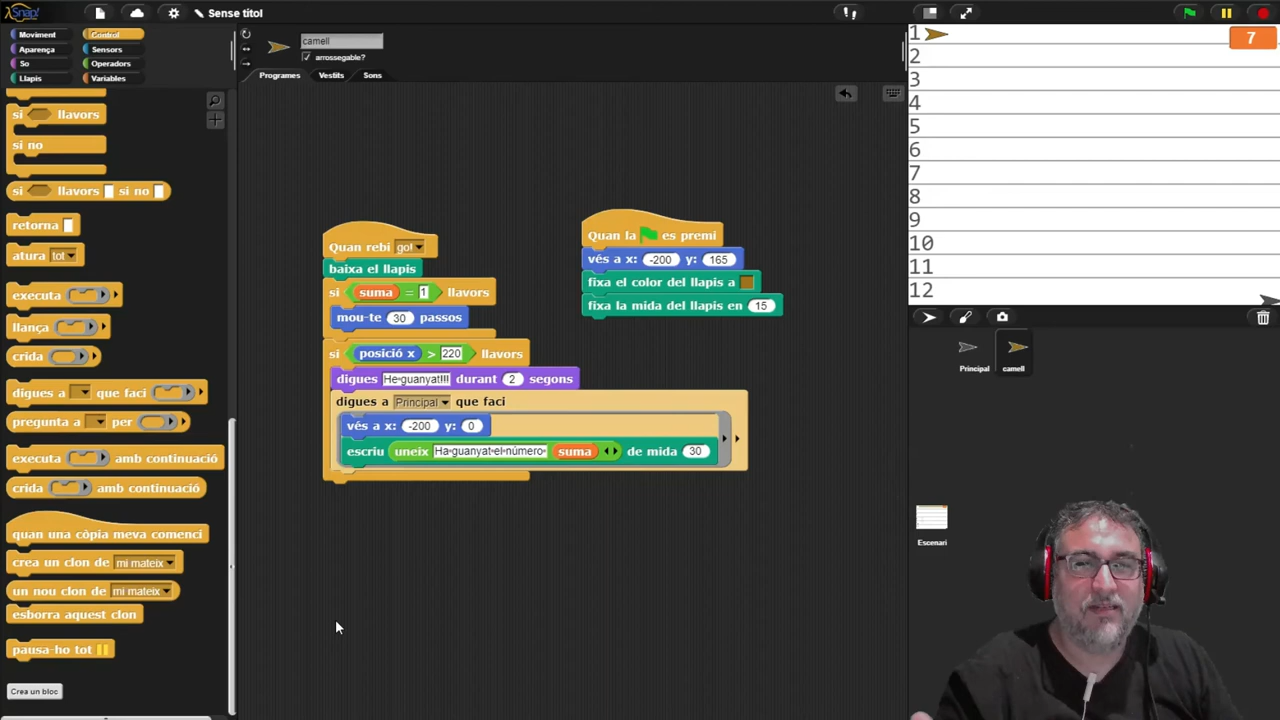 Snap!
Sense títol
Moviment
Control
Aparença
Sensors
So
Operadors
Llapis
Variables
si llavors
si no
si llavors si no
retorna
atura tot
executa
llança
crida
digues a que faci
pregunta a per
executa amb continuació
crida amb continuació
quan una còpia meva comenci
crea un clon de mi mateix
un nou clon de mi mateix
esborra aquest clon
pausa-ho tot
Crea un bloc
camell
arrossegable?
Programes
Vestits
Sons
Quan rebi go!
baixa el llapis
si suma = 1 llavors
mou-te 30 passos
si posició x > 220 llavors
digues He·guanyat!!! durant 2 segons
digues a Principal que faci
vés a x: -200 y: 0
escriu uneix Ha·guanyat·el·número· suma de mida 30
Quan la es premi
vés a x: -200 y: 165
fixa el color del llapis a
fixa la mida del llapis en 15
1
7
2
3
4
5
6
7
8
9
10
11
12
Principal
camell
Escenari